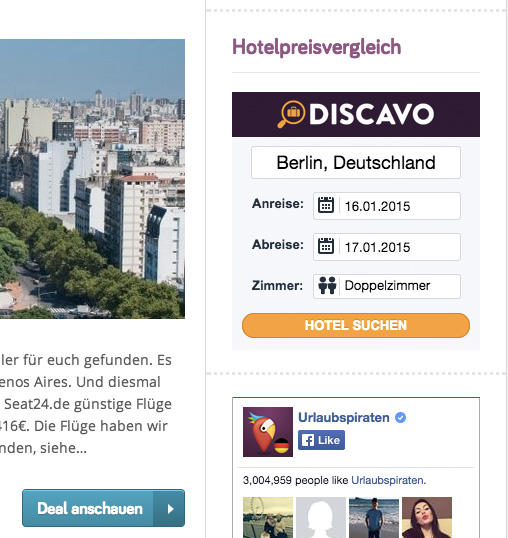 Hotelpreisvergleich
DISCAVO
Berlin, Deutschland
Anreise: 16.01.2015
Abreise: 17.01.2015
Zimmer: Doppelzimmer
HOTEL SUCHEN
ler für euch gefunden. Es
enos Aires. Und diesmal
Seat24.de günstige Flüge
416€. Die Flüge haben wir
nden, siehe...
Deal anschauen
Urlaubspiraten
Like
3,004,959 people like Urlaubspiraten.